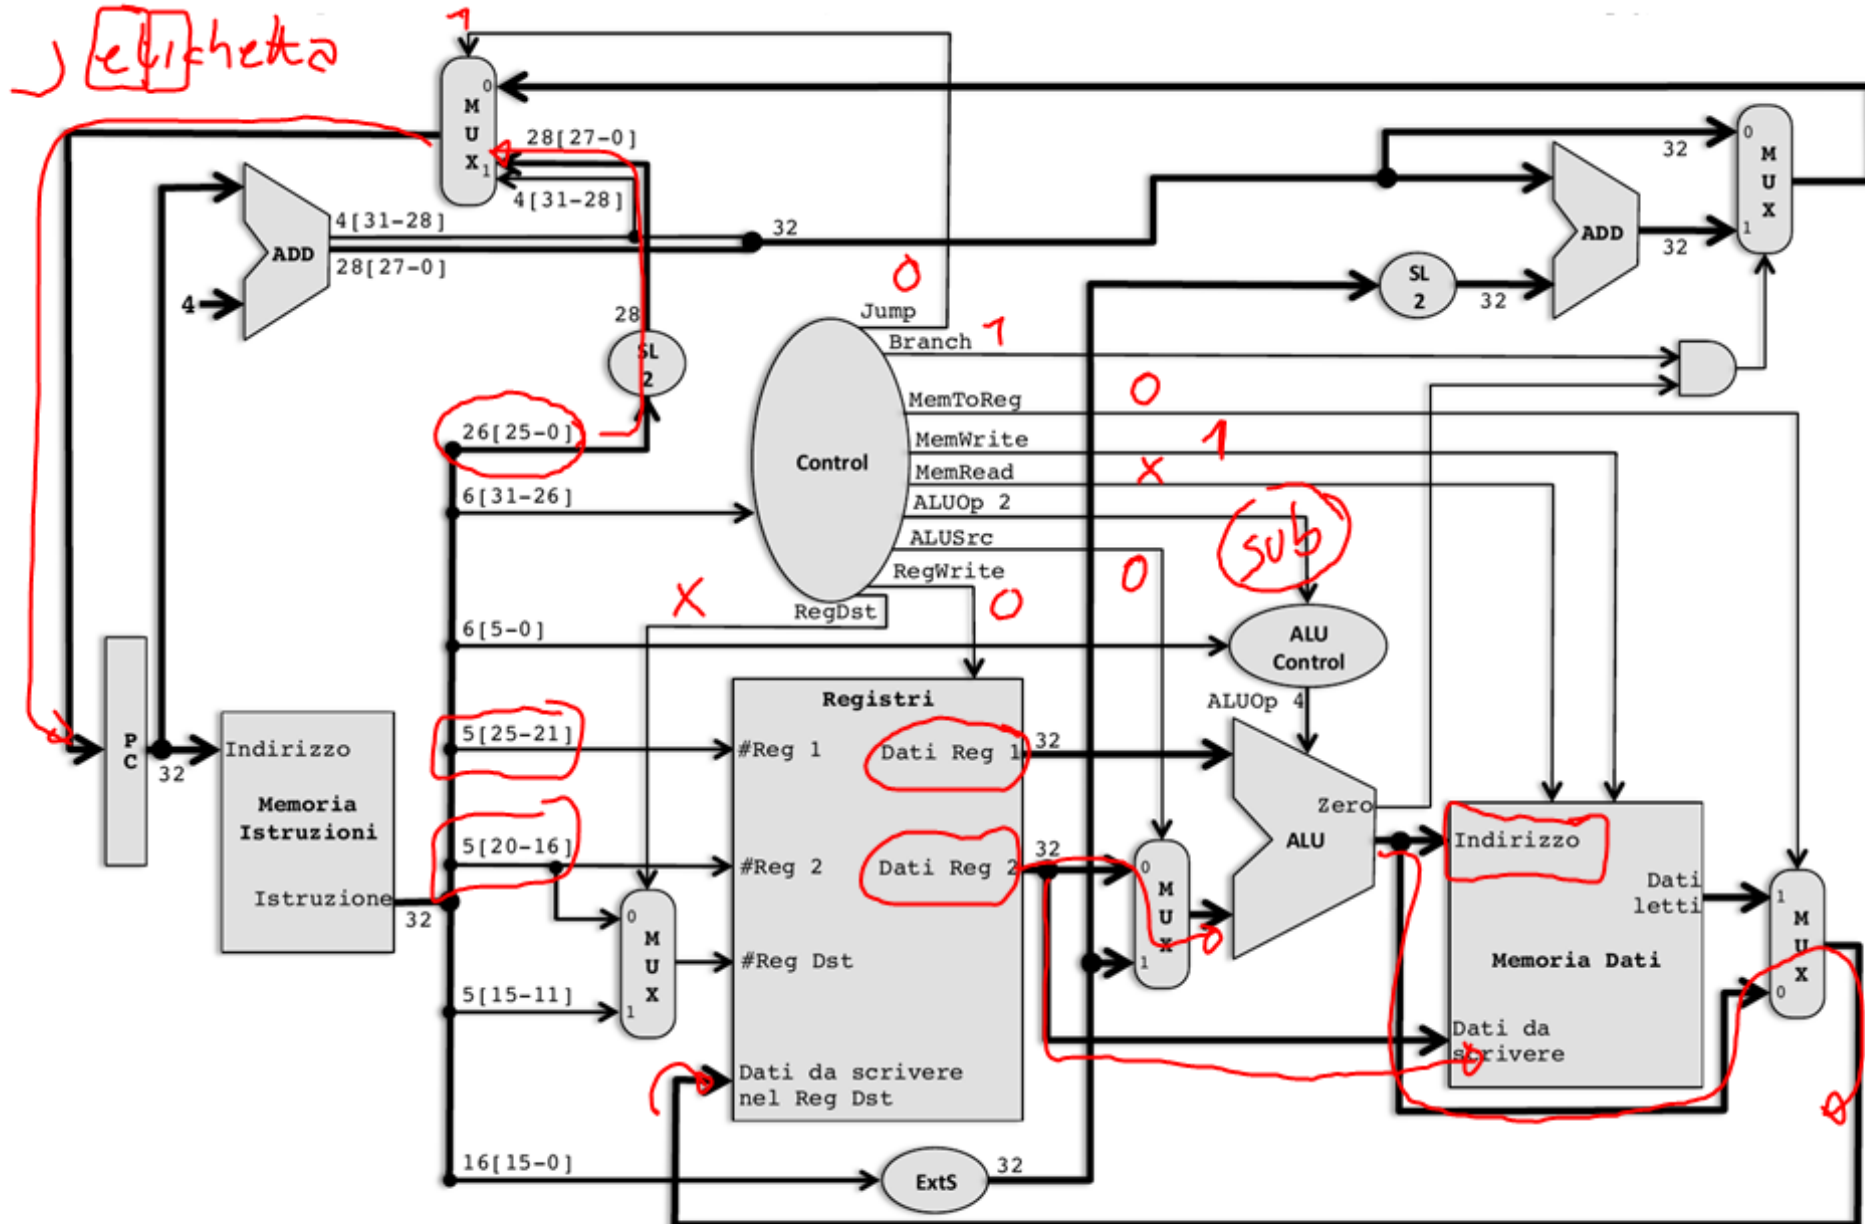 j etichetta
1
0
M
U
X
1
28[27-0]
4[31-28]
4[31-28]
ADD
28[27-0]
4
32
28
SL
2
0
Jump
Branch 1
MemToReg 0
MemWrite 1
MemRead x
ALUOp 2
sub
ALUSrc 0
RegWrite 0
RegDst x
Control
0
M
U
X
1
32
32
ADD
SL
2
32
26[25-0]
6[31-26]
6[5-0]
5[25-21]
5[20-16]
5[15-11]
16[15-0]
P
C
32
Indirizzo
Memoria
Istruzioni
Istruzione
32
0
M
U
X
1
Registri
#Reg 1
Dati Reg 1
32
#Reg 2
Dati Reg 2
32
#Reg Dst
Dati da scrivere
nel Reg Dst
ExtS
32
0
M
U
X
1
ALU
Control
ALUOp 4
Zero
ALU
Indirizzo
Dati
letti
Memoria Dati
Dati da
scrivere
1
M
U
X
0